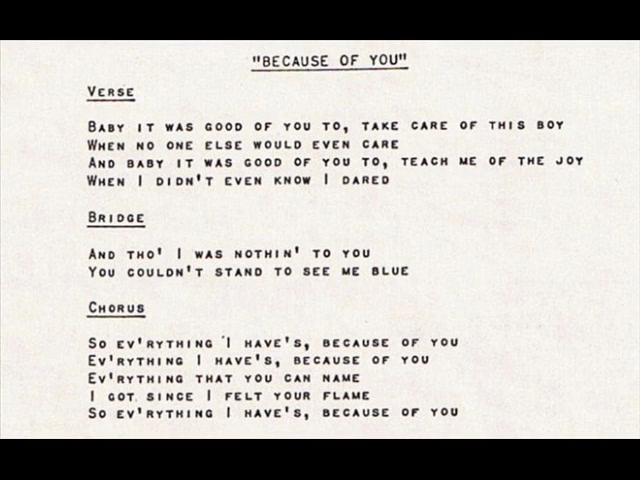 "BECAUSE OF YOU"
VERSE
BABY IT WAS GOOD OF YOU TO, TAKE CARE OF THIS BOY
WHEN NO ONE ELSE WOULD EVEN CARE
AND BABY IT WAS GOOD OF YOU TO, TEACH ME OF THE JOY
WHEN I DIDN'T EVEN KNOW I DARED
BRIDGE
AND THO' I WAS NOTHIN' TO YOU
YOU COULDN'T STAND TO SEE ME BLUE
CHORUS
SO EV'RYTHING I HAVE'S, BECAUSE OF YOU
EV'RYTHING I HAVE'S, BECAUSE OF YOU
EV'RYTHING THAT YOU CAN NAME
I GOT SINCE I FELT YOUR FLAME
SO EV'RYTHING I HAVE'S, BECAUSE OF YOU